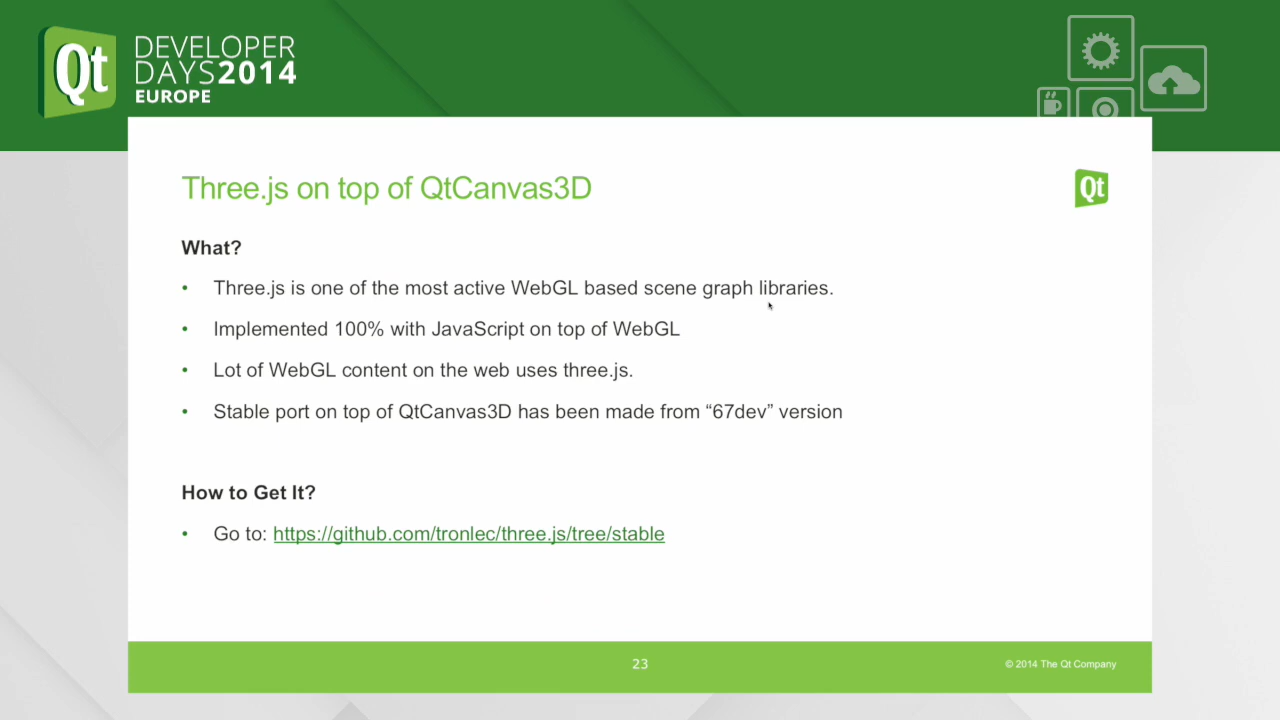 Qt
DEVELOPER
DAYS2014
EUROPE
Three.js on top of QtCanvas3D
Qt
What?
• Three.js is one of the most active WebGL based scene graph libraries.
• Implemented 100% with JavaScript on top of WebGL
• Lot of WebGL content on the web uses three.js.
• Stable port on top of QtCanvas3D has been made from “67dev” version
How to Get It?
• Go to: https://github.com/tronlec/three.js/tree/stable
23
© 2014 The Qt Company